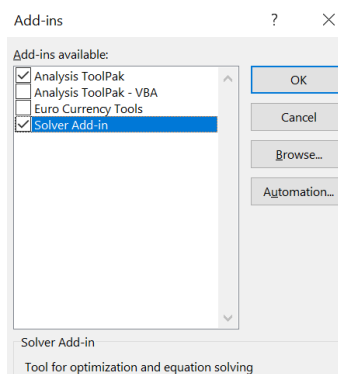 Add-ins ? ×
Add-ins available:
Analysis ToolPak
Analysis ToolPak - VBA
Euro Currency Tools
Solver Add-in
OK
Cancel
Browse...
Automation...
Solver Add-in
Tool for optimization and equation solving